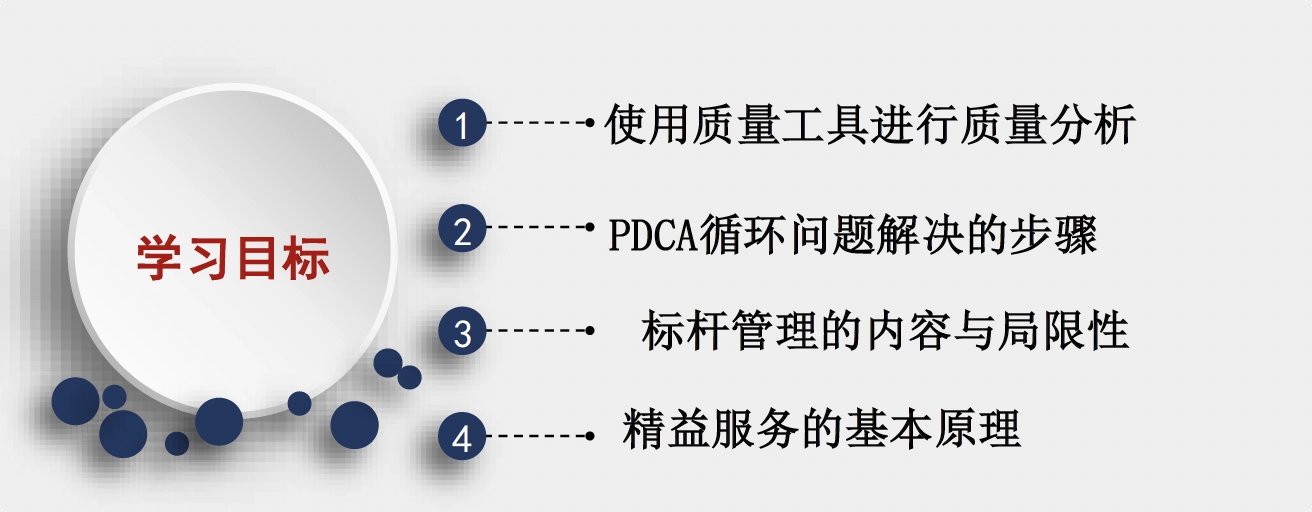 学习目标
1 使用质量工具进行质量分析
2 PDCA循环问题解决的步骤
3 标杆管理的内容与局限性
4 精益服务的基本原理